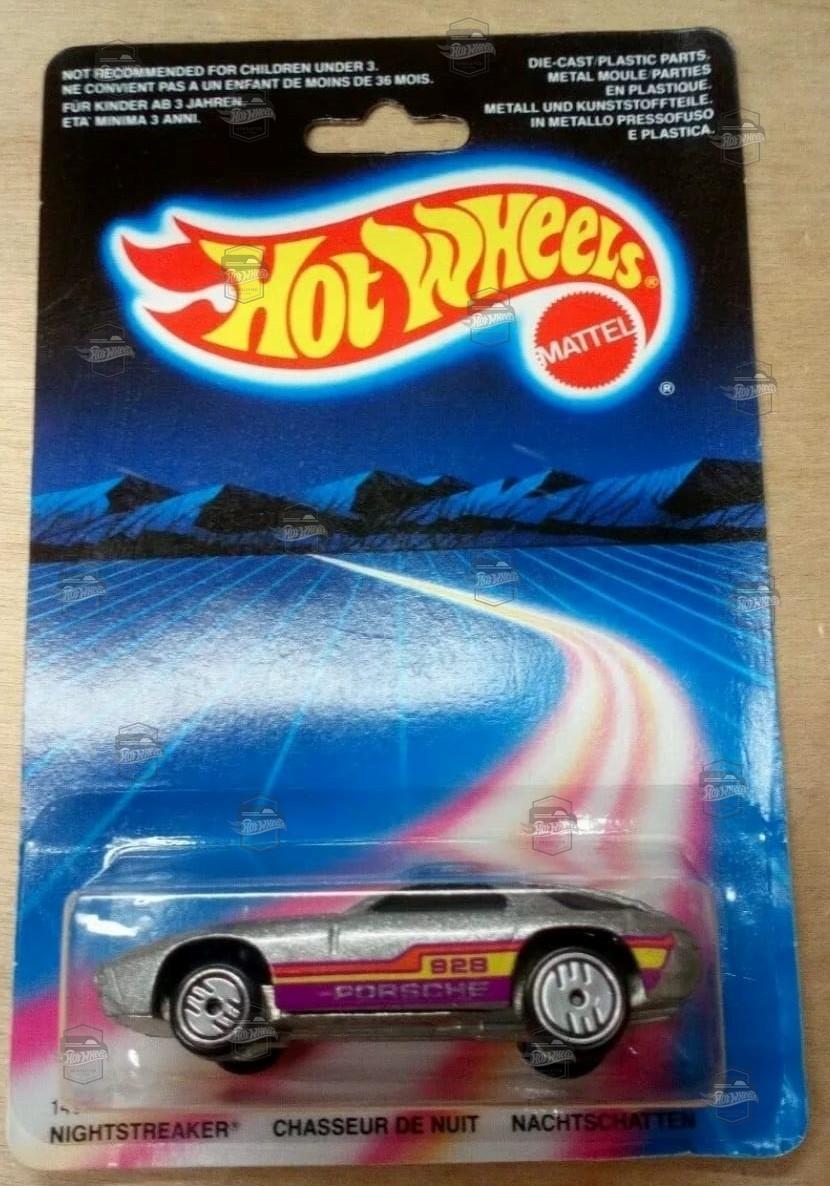 NOT RECOMMENDED FOR CHILDREN UNDER 3.
NE CONVIENT PAS A UN ENFANT DE MOINS DE 36 MOIS.
FÜR KINDER AB 3 JAHREN
ETA' MINIMA 3 ANNI.
DIE-CAST/PLASTIC PARTS.
METAL MOULE/PARTIES
EN PLASTIQUE.
METALL UND KUNSTSTOFFTEILE.
IN METALLO PRESSOFUSO
E PLASTICA.
HOT WHEELS®
MATTEL
®
928
PORSCHE
NIGHTSTREAKER® CHASSEUR DE NUIT NACHTSCHATTEN